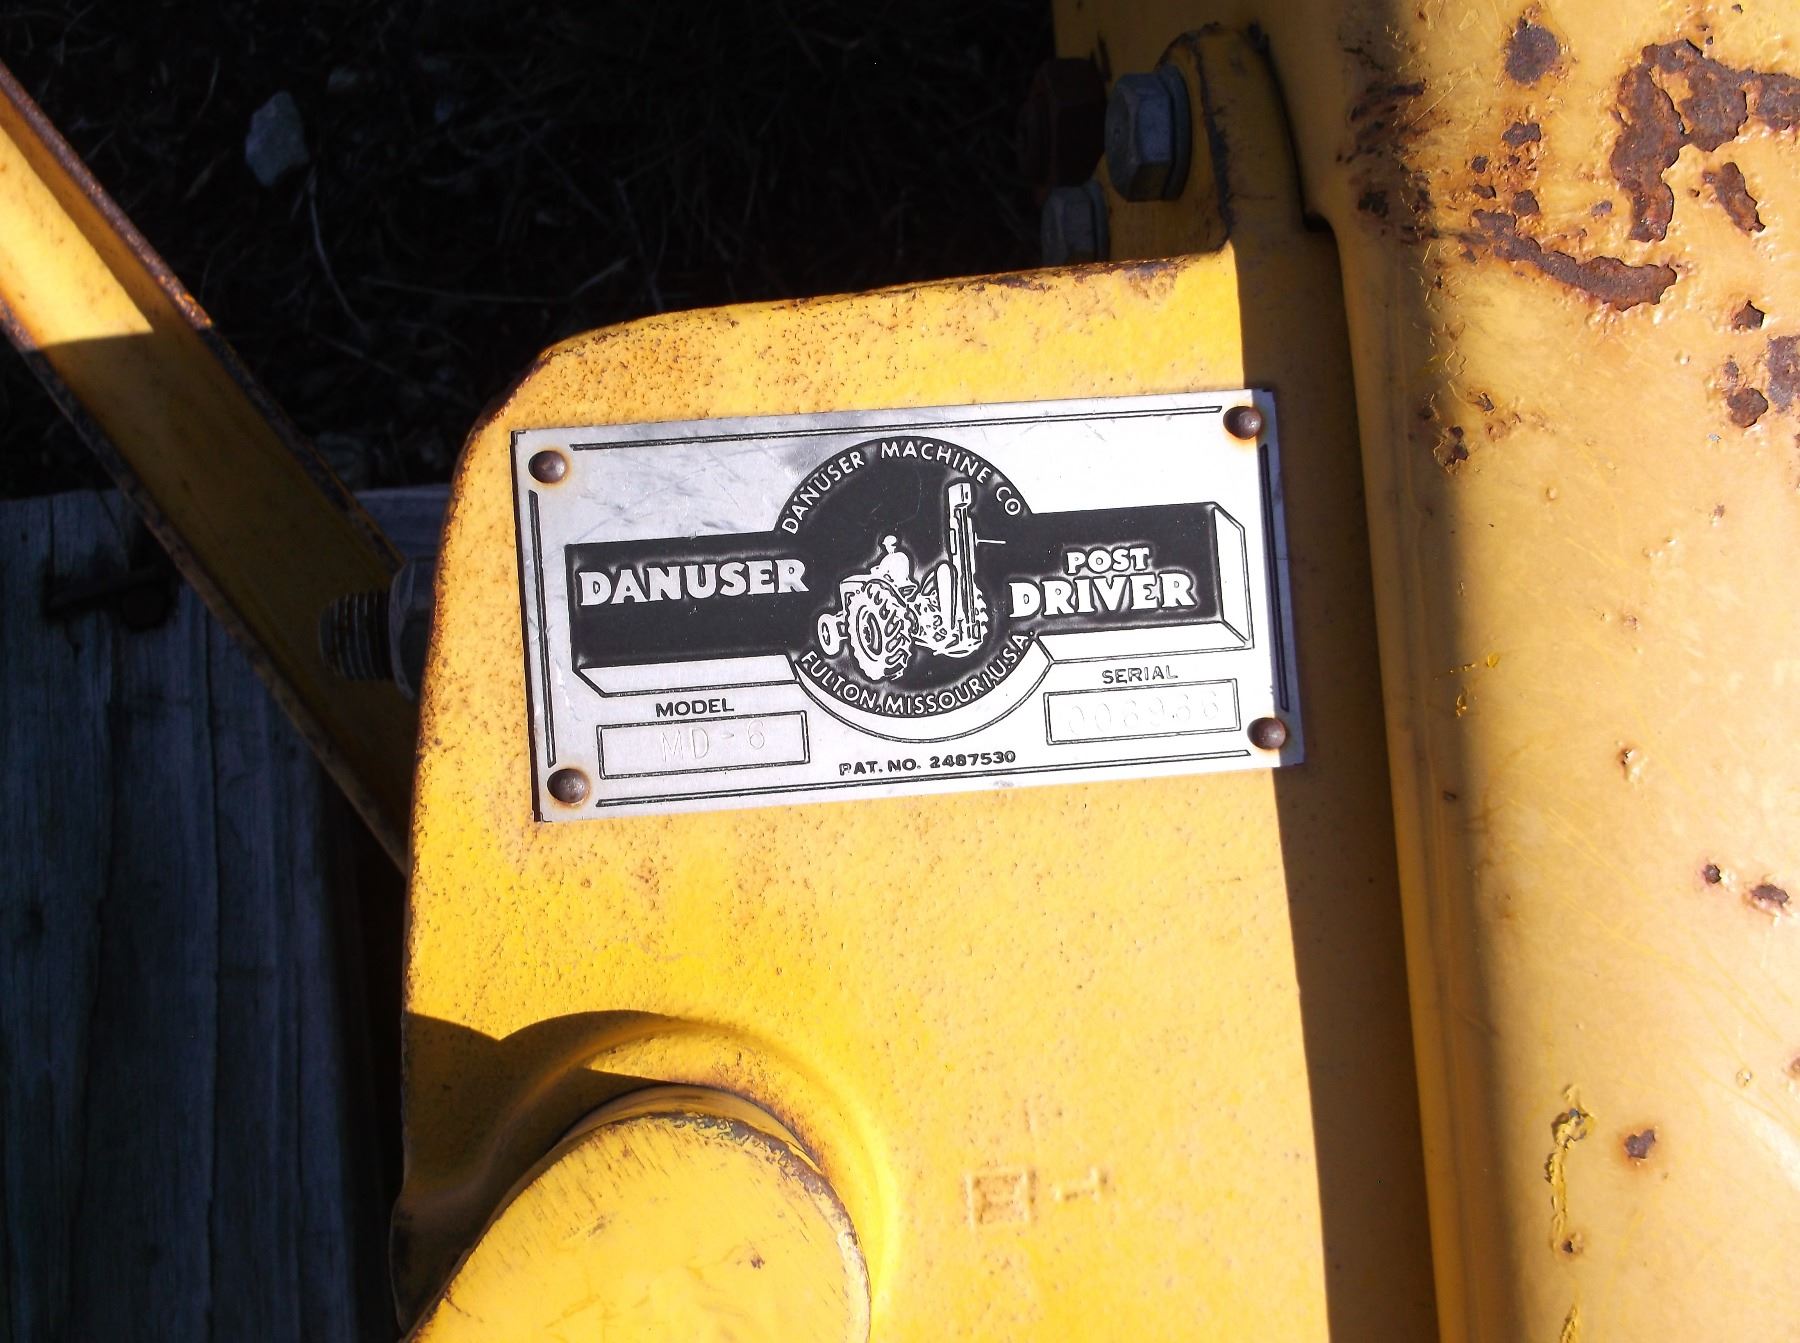 DANUSER MACHINE CO
DANUSER
POST
DRIVER
FULTON, MISSOURI U.S.A.
MODEL
MD-6
SERIAL
PAT. NO. 2487530